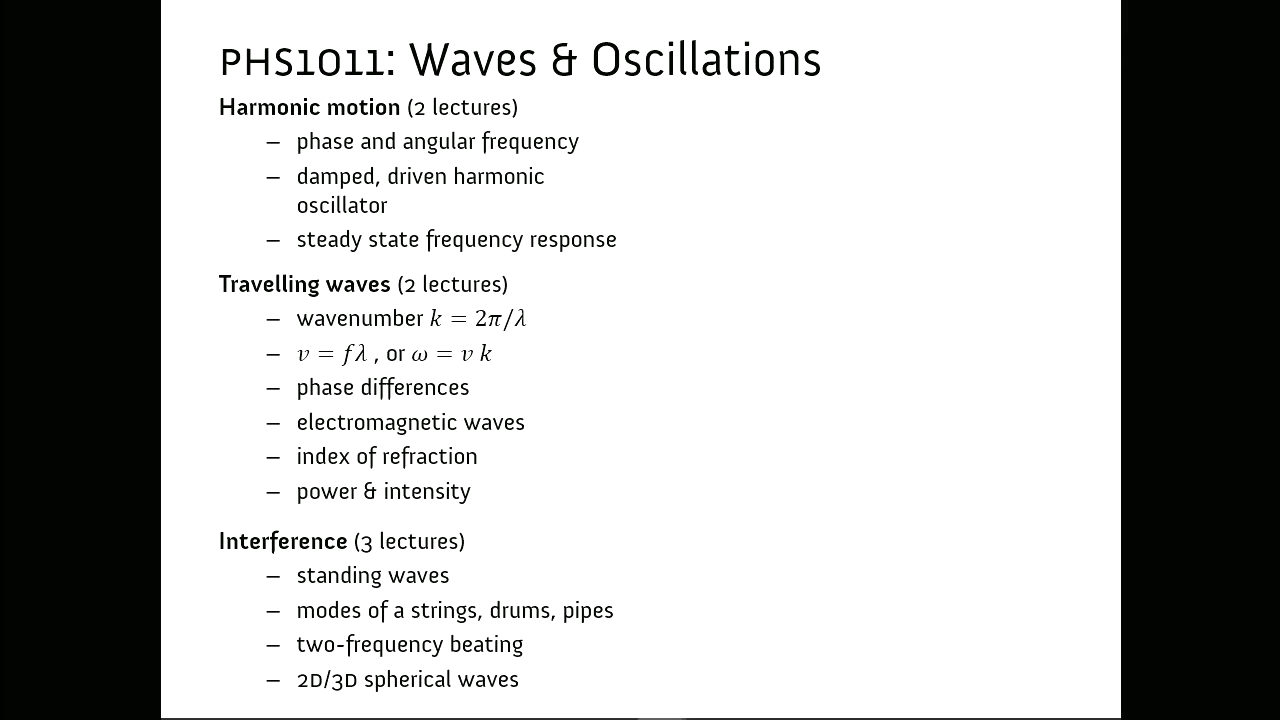 PHS1011: Waves & Oscillations
Harmonic motion (2 lectures)
– phase and angular frequency
– damped, driven harmonic
oscillator
– steady state frequency response
Travelling waves (2 lectures)
– wavenumber k = 2π/λ
– v = fλ , or ω = v k
– phase differences
– electromagnetic waves
– index of refraction
– power & intensity
Interference (3 lectures)
– standing waves
– modes of a strings, drums, pipes
– two-frequency beating
– 2D/3D spherical waves